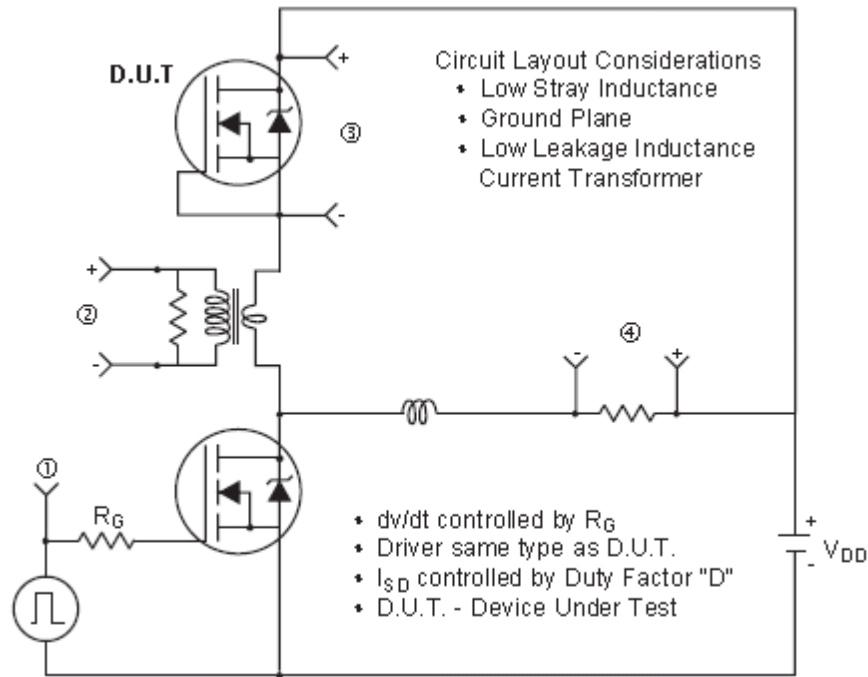 D.U.T
+
-
③
Circuit Layout Considerations
• Low Stray Inductance
• Ground Plane
• Low Leakage Inductance
Current Transformer
+
②
-
④
-
+
①
RG
• dv/dt controlled by RG
• Driver same type as D.U.T.
• ISD controlled by Duty Factor "D"
• D.U.T. - Device Under Test
+
VDD
-